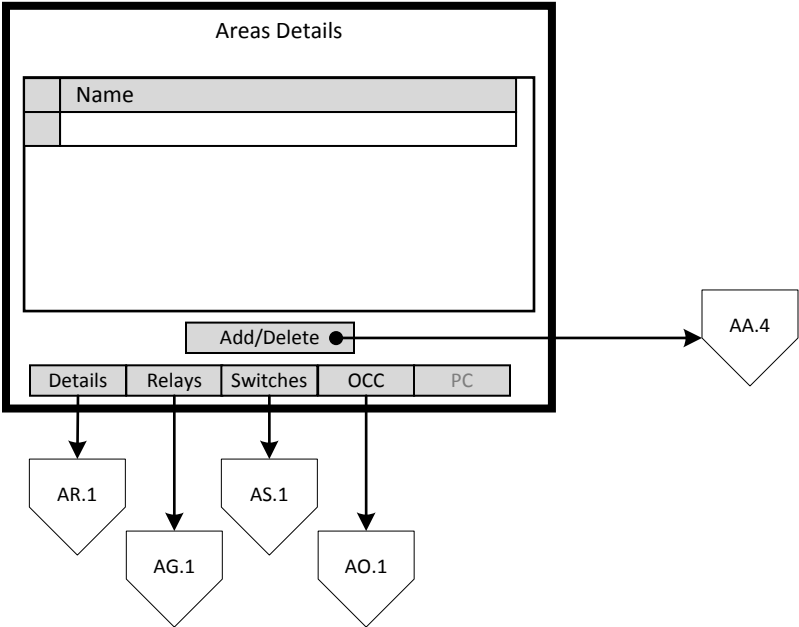 Areas Details
Name
Add/Delete
AA.4
Details Relays Switches OCC PC
AR.1 AS.1
AG.1 AO.1